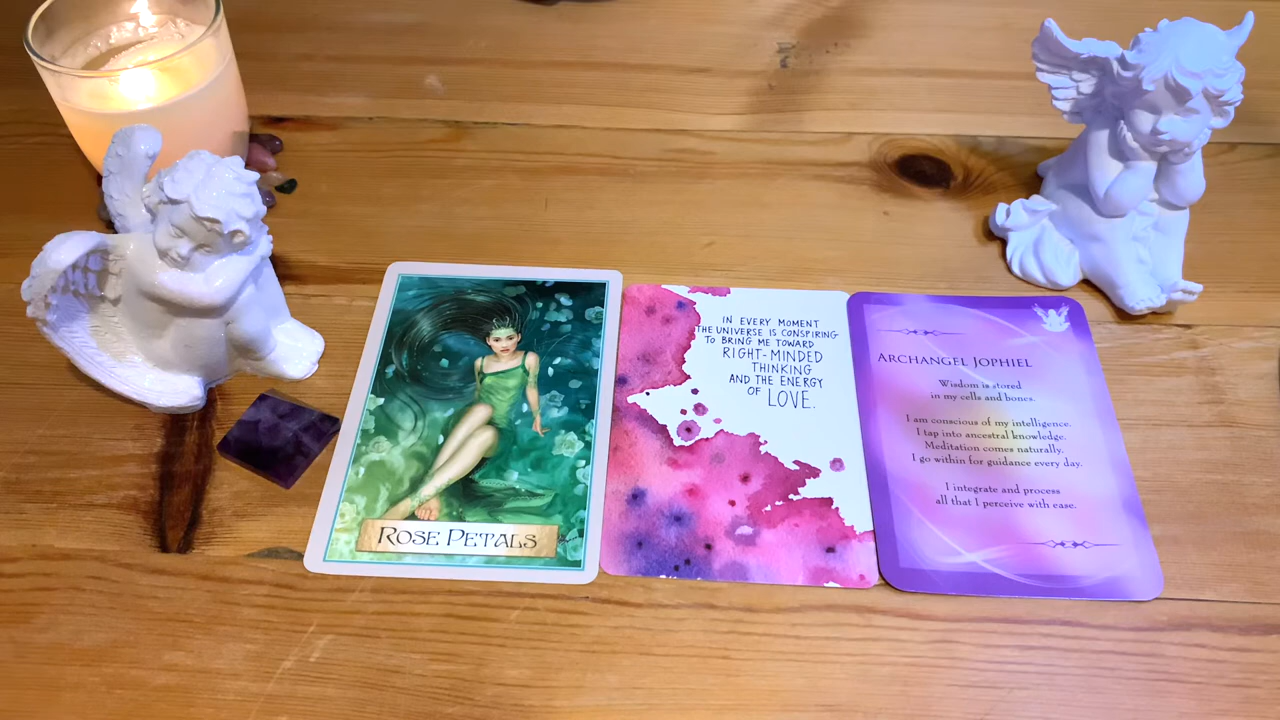 ROSE PETALS
IN EVERY MOMENT
THE UNIVERSE IS CONSPIRING
TO BRING ME TOWARD
RIGHT-MINDED
THINKING
AND THE ENERGY
OF LOVE.
ARCHANGEL JOPHIEL
Wisdom is stored
in my cells and bones.
I am conscious of my intelligence.
I tap into ancestral knowledge.
Meditation comes naturally.
I go within for guidance every day.
I integrate and process
all that I perceive with ease.